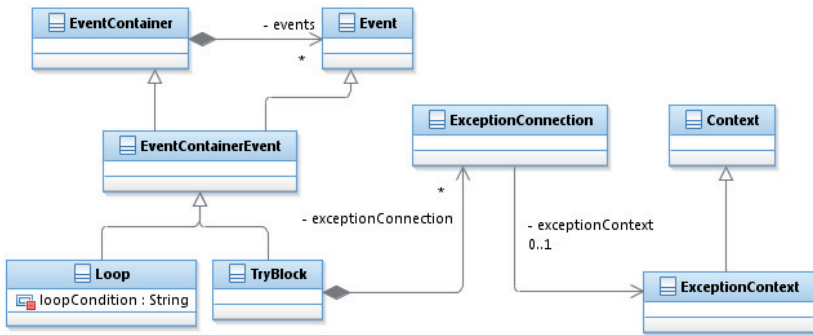 EventContainer
- events
*
Event
EventContainerEvent
ExceptionConnection
Context
*
- exceptionConnection
- exceptionContext
0..1
Loop
loopCondition : String
TryBlock
ExceptionContext